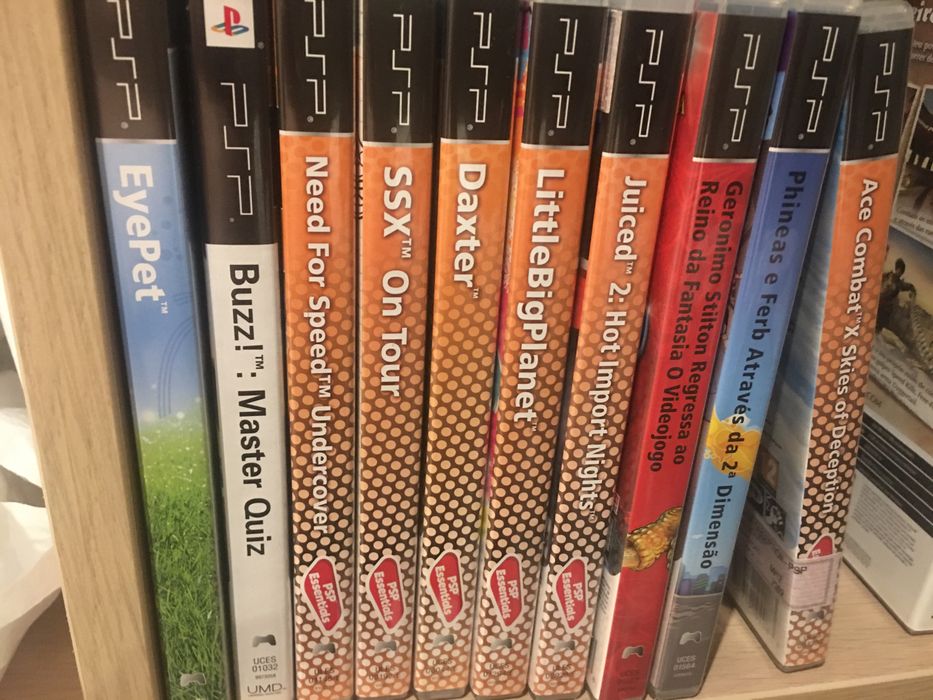 PSP
EyePet™
PSP
Buzz!™: Master Quiz
UCES
01032
UMD
PSP
Need For Speed™ Undercover
PSP
Essentials
PSP
SSX™ On Tour
PSP
Essentials
PSP
Daxter™
PSP
Essentials
PSP
LittleBigPlanet™
PSP
Essentials
PSP
Juiced™ 2: Hot Import Nights™
PSP
Essentials
PSP
Geronimo Stilton Regressa ao
Reino da Fantasia O Videojogo
PSP
Phineas e Ferb Através da 2ª Dimensão
UCES
01564
PSP
Ace Combat™ X Skies of Deception
PSP